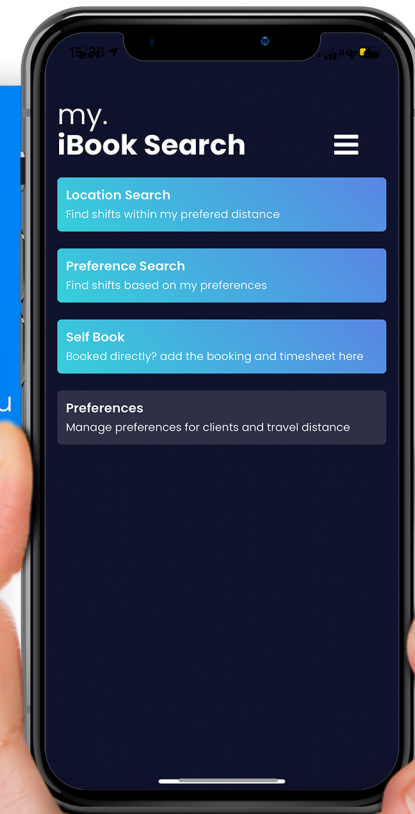 my.
iBook Search
Location Search
Find shifts within my prefered distance
Preference Search
Find shifts based on my preferences
Self Book
Booked directly? add the booking and timesheet here
Preferences
Manage preferences for clients and travel distance